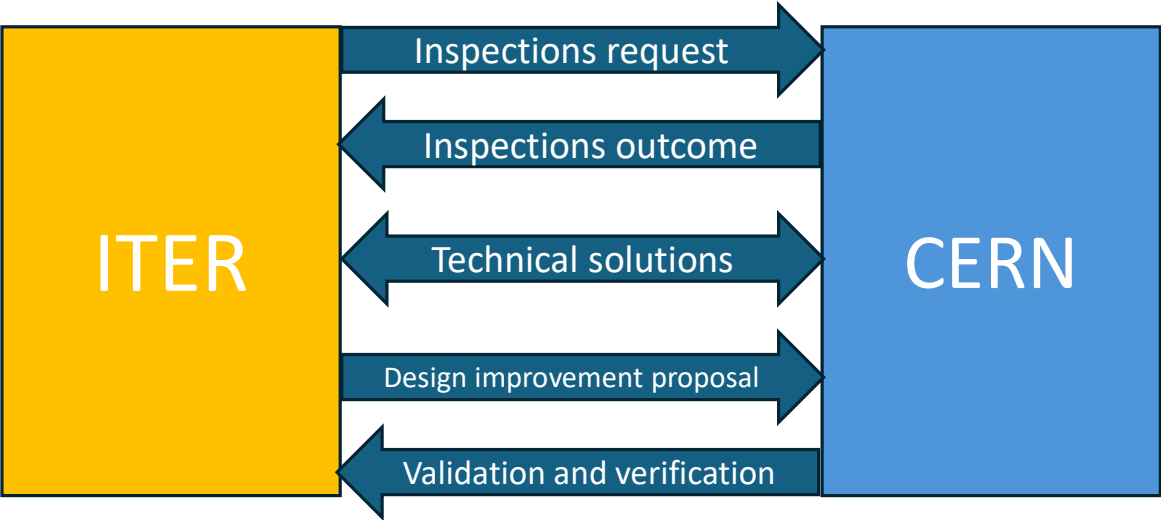 Inspections request
Inspections outcome
ITER
Technical solutions
CERN
Design improvement proposal
Validation and verification